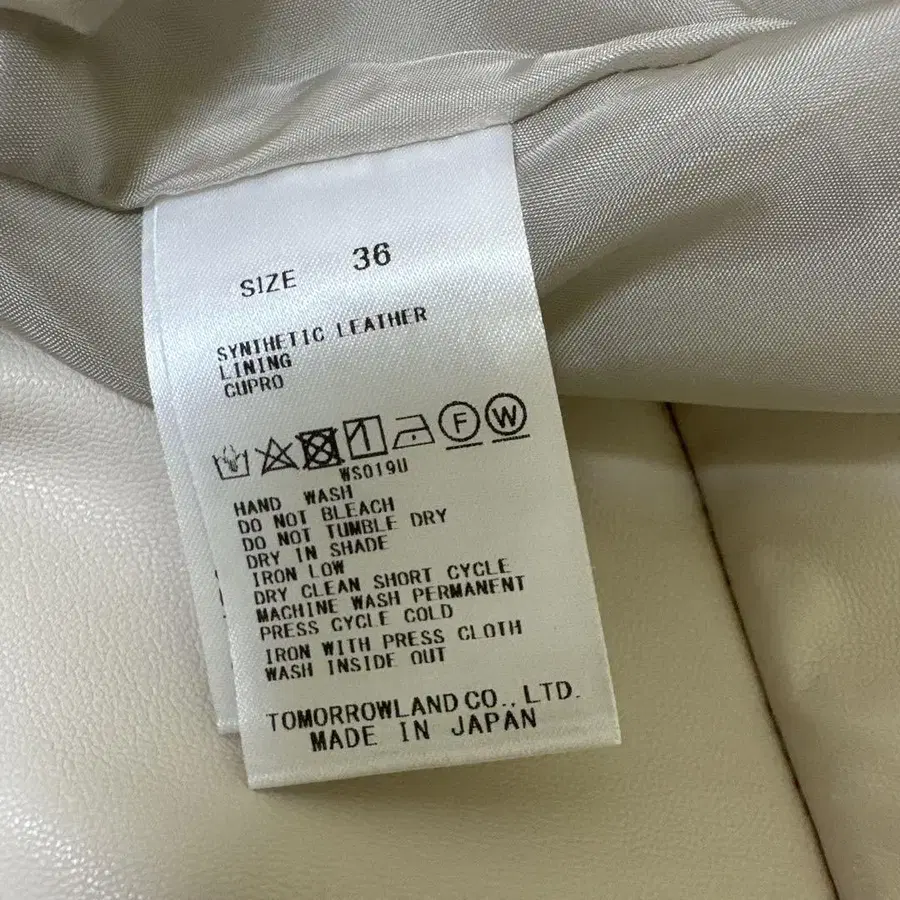 SIZE 36
SYNTHETIC LEATHER
LINING
CUPRO
F W
WS019U
HAND WASH
DO NOT BLEACH
DO NOT TUMBLE DRY
DRY IN SHADE
IRON LOW
DRY CLEAN SHORT CYCLE
MACHINE WASH PERMANENT
PRESS CYCLE COLD
IRON WITH PRESS CLOTH
WASH INSIDE OUT
TOMORROWLAND CO., LTD.
MADE IN JAPAN